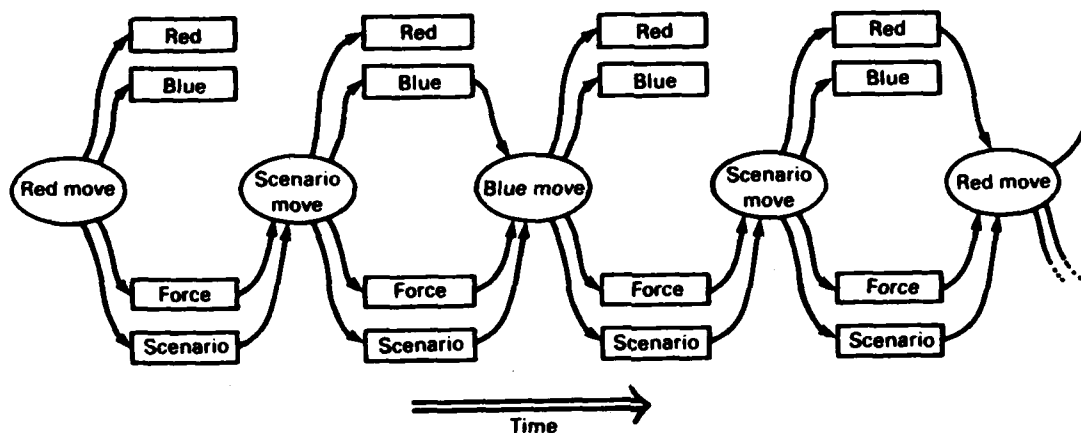 Red
Blue
Red
Blue
Red
Blue
Red
Blue
Red move
Scenario
move
Blue move
Scenario
move
Red move
Force
Scenario
Force
Scenario
Force
Scenario
Force
Scenario
Time